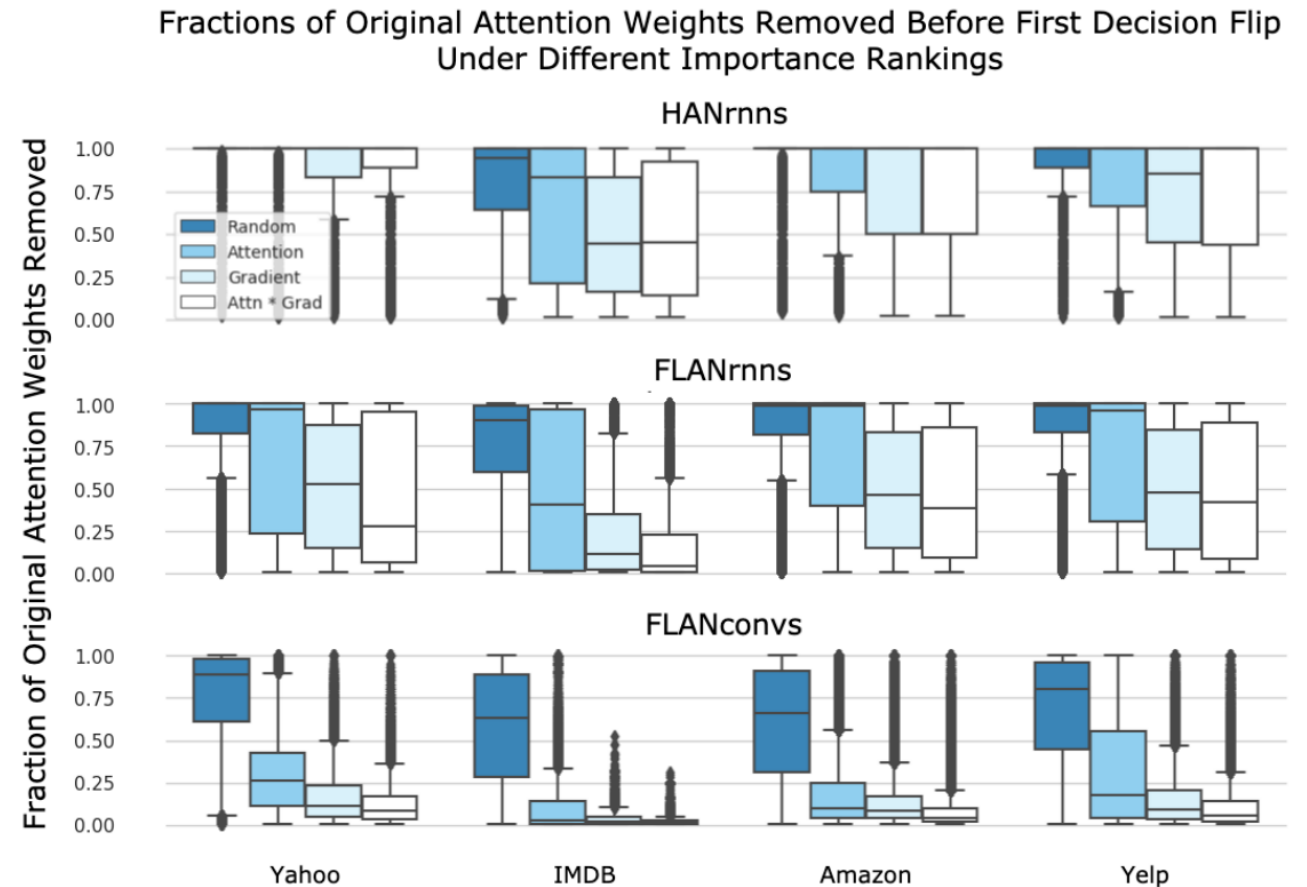 Fractions of Original Attention Weights Removed Before First Decision Flip
Under Different Importance Rankings
Fraction of Original Attention Weights Removed
HANrnns
1.00
0.75
0.50
0.25
0.00
Random
Attention
Gradient
Attn * Grad
FLANrnns
1.00
0.75
0.50
0.25
0.00
FLANconvs
1.00
0.75
0.50
0.25
0.00
Yahoo IMDB Amazon Yelp